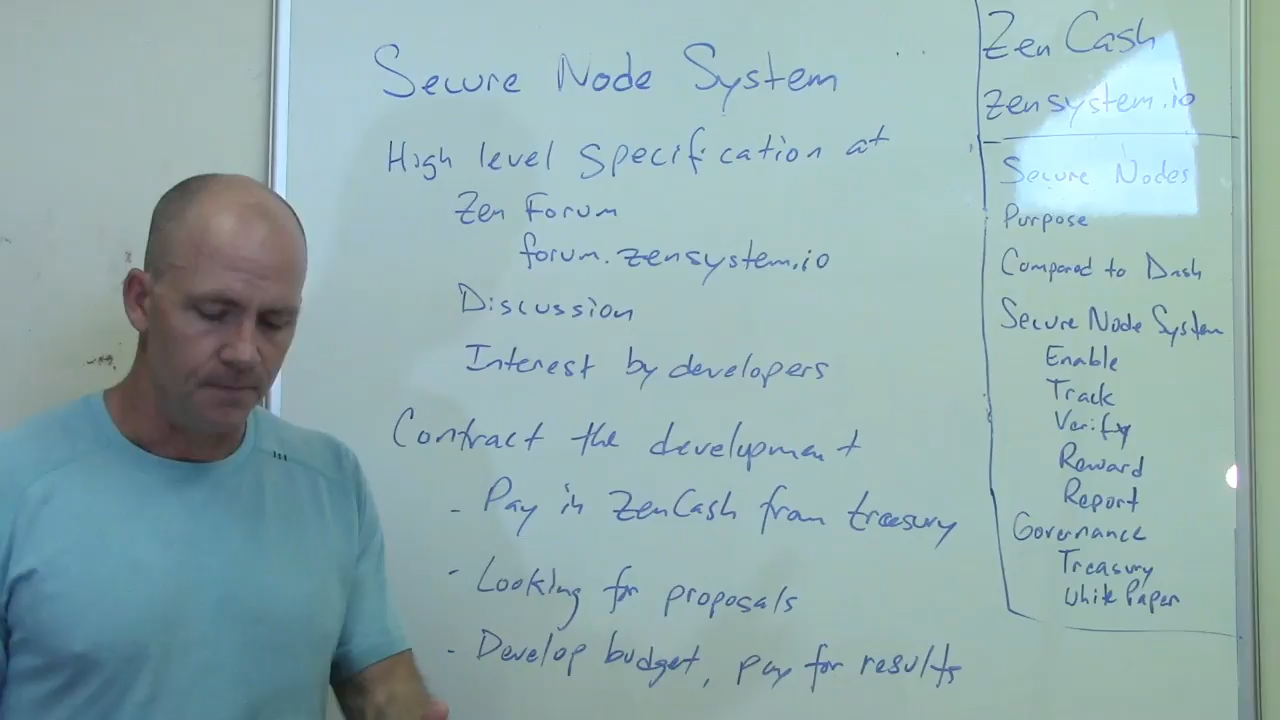 Secure Node System
High level specification at
Zen Forum
forum.zensystem.io
Discussion
Interest by developers
Contract the development
- Pay in ZenCash from treasury
- Looking for proposals
- Develop budget, pay for results
Zen Cash
zensystem.io
Secure Nodes
Purpose
Compared to Dash
Secure Node System
Enable
Track
Verify
Reward
Report
Governance
Treasury
White Paper